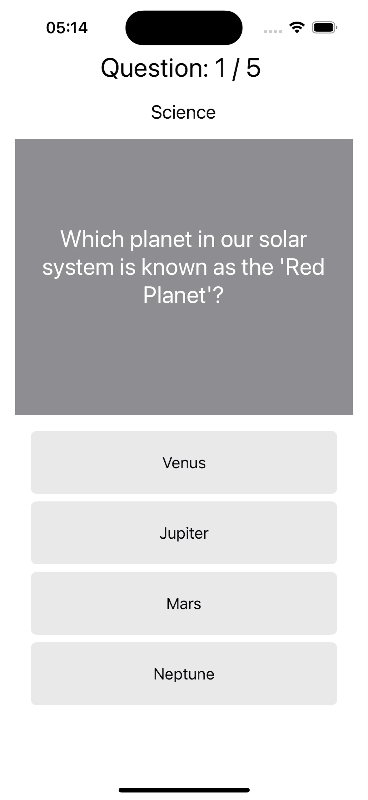 05:14
Question: 1 / 5
Science
Which planet in our solar
system is known as the 'Red
Planet'?
Venus
Jupiter
Mars
Neptune